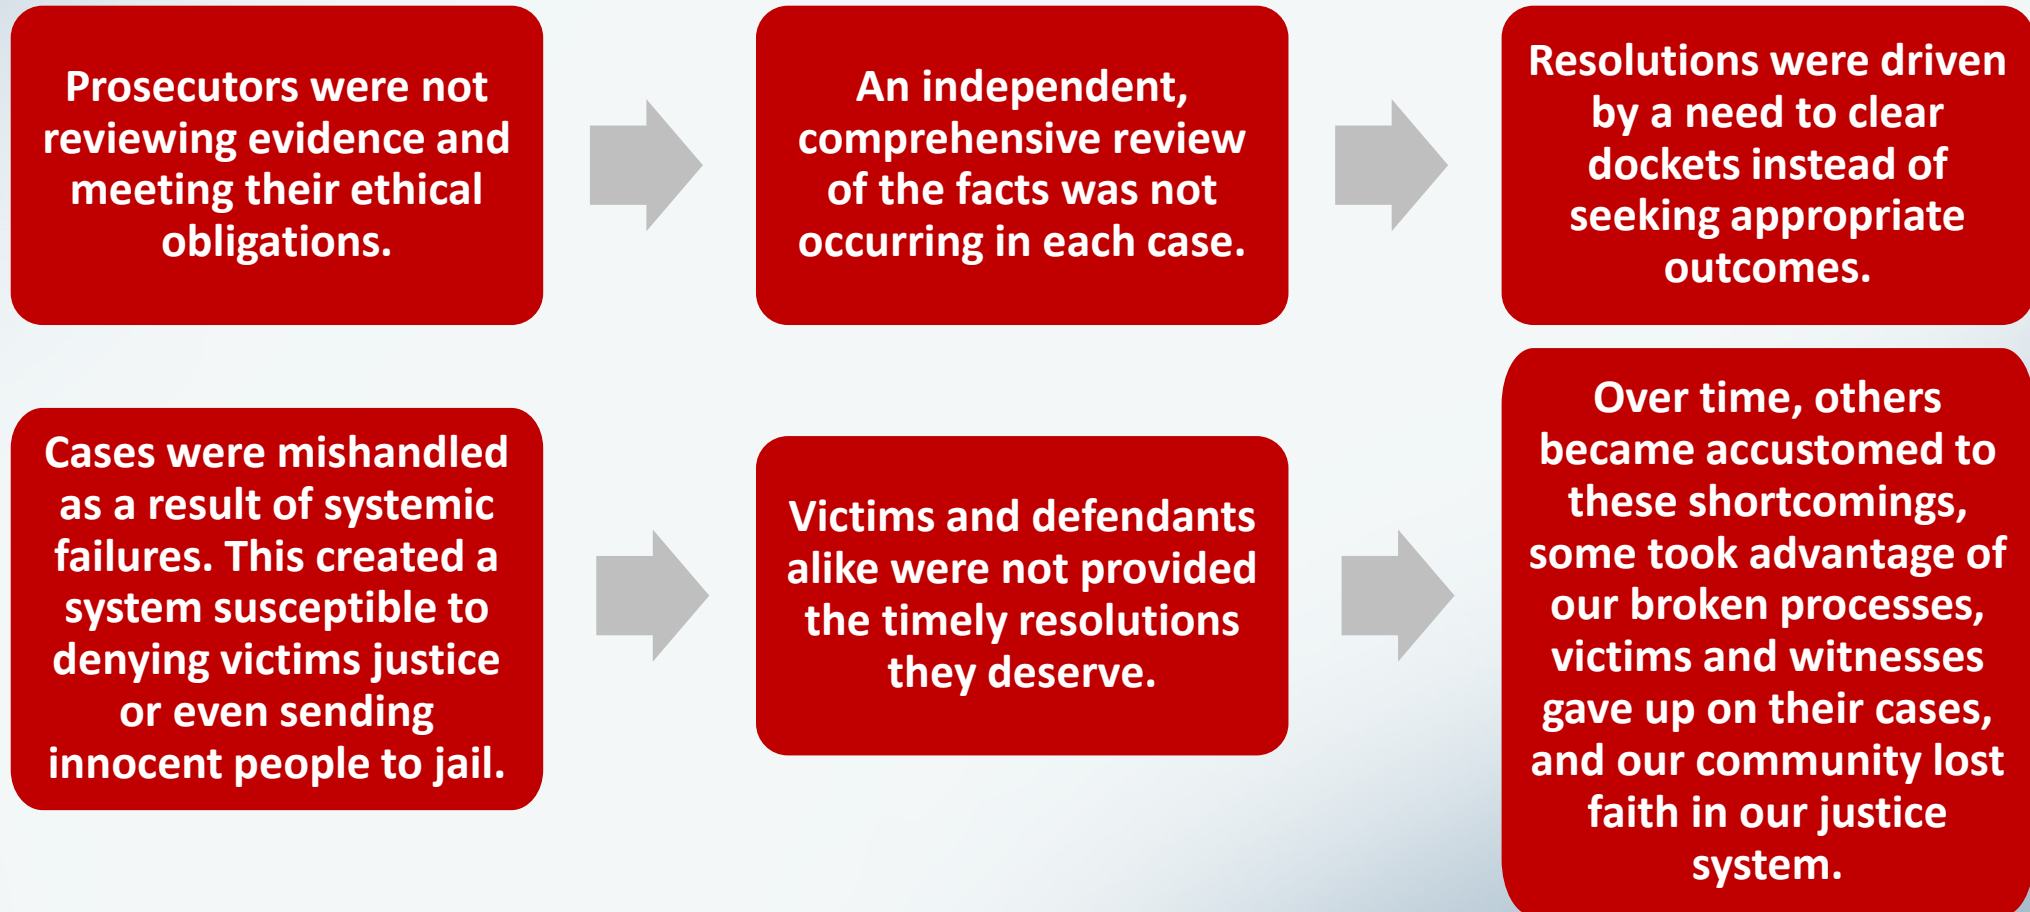 Prosecutors were not
reviewing evidence and
meeting their ethical
obligations.
An independent,
comprehensive review
of the facts was not
occurring in each case.
Resolutions were driven
by a need to clear
dockets instead of
seeking appropriate
outcomes.
Cases were mishandled
as a result of systemic
failures. This created a
system susceptible to
denying victims justice
or even sending
innocent people to jail.
Victims and defendants
alike were not provided
the timely resolutions
they deserve.
Over time, others
became accustomed to
these shortcomings,
some took advantage of
our broken processes,
victims and witnesses
gave up on their cases,
and our community lost
faith in our justice
system.